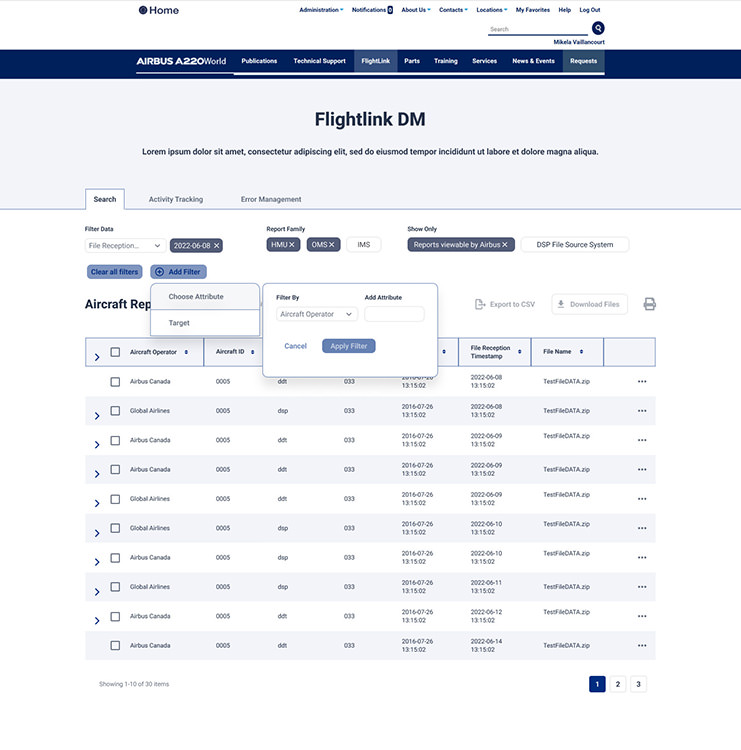 Home
Administration Notifications 0 About Us Contacts Locations My Favorites Help Log Out
Search
Mikela Vaillancourt
AIRBUS A220World Publications Technical Support FlightLink Parts Training Services News & Events Requests
Flightlink DM
Lorem ipsum dolor sit amet, consectetur adipiscing elit, sed do eiusmod tempor incididunt ut labore et dolore magna aliqua.
Search Activity Tracking Error Management
Filter Data Report Family Show Only
File Reception... 2022-06-08 × HMU × OMS × IMS Reports viewable by Airbus × DSP File Source System
Clear all filters Add Filter
Choose Attribute
Target
Filter By Add Attribute
Aircraft Operator
Cancel Apply Filter
Aircraft Rep Export to CSV Download Files
Aircraft Operator Aircraft ID File Reception Timestamp File Name
Airbus Canada 0005 ddt 033 2016-07-26 13:15:02 2022-06-08 13:15:02 TestFileDATA.zip
Global Airlines 0005 dsp 033 2016-07-26 13:15:02 2022-06-08 13:15:02 TestFileDATA.zip
Airbus Canada 0005 ddt 033 2016-07-26 13:15:02 2022-06-09 13:15:02 TestFileDATA.zip
Airbus Canada 0005 ddt 033 2016-07-26 13:15:02 2022-06-09 13:15:02 TestFileDATA.zip
Global Airlines 0005 ddt 033 2016-07-26 13:15:02 2022-06-09 13:15:02 TestFileDATA.zip
Global Airlines 0005 dsp 033 2016-07-26 13:15:02 2022-06-10 13:15:02 TestFileDATA.zip
Airbus Canada 0005 dsp 033 2016-07-26 13:15:02 2022-06-10 13:15:02 TestFileDATA.zip
Global Airlines 0005 dsp 033 2016-07-26 13:15:02 2022-06-11 13:15:02 TestFileDATA.zip
Airbus Canada 0005 ddt 033 2016-07-26 13:15:02 2022-06-12 13:15:02 TestFileDATA.zip
Airbus Canada 0005 ddt 033 2016-07-26 13:15:02 2022-06-14 13:15:02 TestFileDATA.zip
Showing 1-10 of 30 items 1 2 3